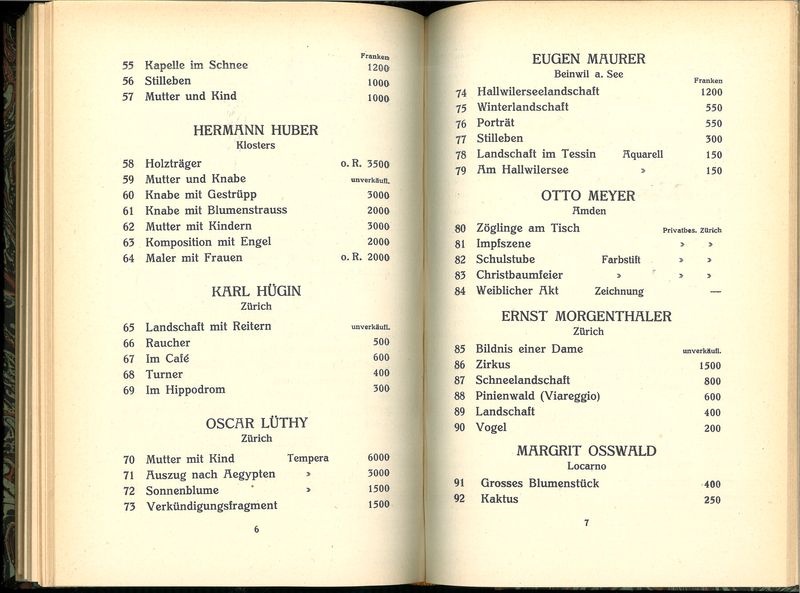 Franken
55 Kapelle im Schnee 1200
56 Stilleben 1000
57 Mutter und Kind 1000
HERMANN HUBER
Klosters
58 Holzträger o. R. 3500
59 Mutter und Knabe unverkäufl.
60 Knabe mit Gestrüpp 3000
61 Knabe mit Blumenstrauss 2000
62 Mutter mit Kindern 3000
63 Komposition mit Engel 2000
64 Maler mit Frauen o. R. 2000
KARL HÜGIN
Zürich
65 Landschaft mit Reitern unverkäufl.
66 Raucher 500
67 Im Café 600
68 Turner 400
69 Im Hippodrom 300
OSCAR LÜTHY
Zürich
70 Mutter mit Kind Tempera 6000
71 Auszug nach Aegypten » 3000
72 Sonnenblume » 1500
73 Verkündigungsfragment 1500
6
EUGEN MAURER
Beinwil a. See
Franken
74 Hallwilerseelandschaft 1200
75 Winterlandschaft 550
76 Porträt 550
77 Stilleben 300
78 Landschaft im Tessin Aquarell 150
79 Am Hallwilersee » 150
OTTO MEYER
Amden
80 Zöglinge am Tisch Privatbes. Zürich
81 Impfszene » »
82 Schulstube Farbstift » »
83 Christbaumfeier » » »
84 Weiblicher Akt Zeichnung —
ERNST MORGENTHALER
Zürich
85 Bildnis einer Dame unverkäufl.
86 Zirkus 1500
87 Schneelandschaft 800
88 Pinienwald (Viareggio) 600
89 Landschaft 400
90 Vogel 200
MARGRIT OSSWALD
Locarno
91 Grosses Blumenstück 400
92 Kaktus 250
7